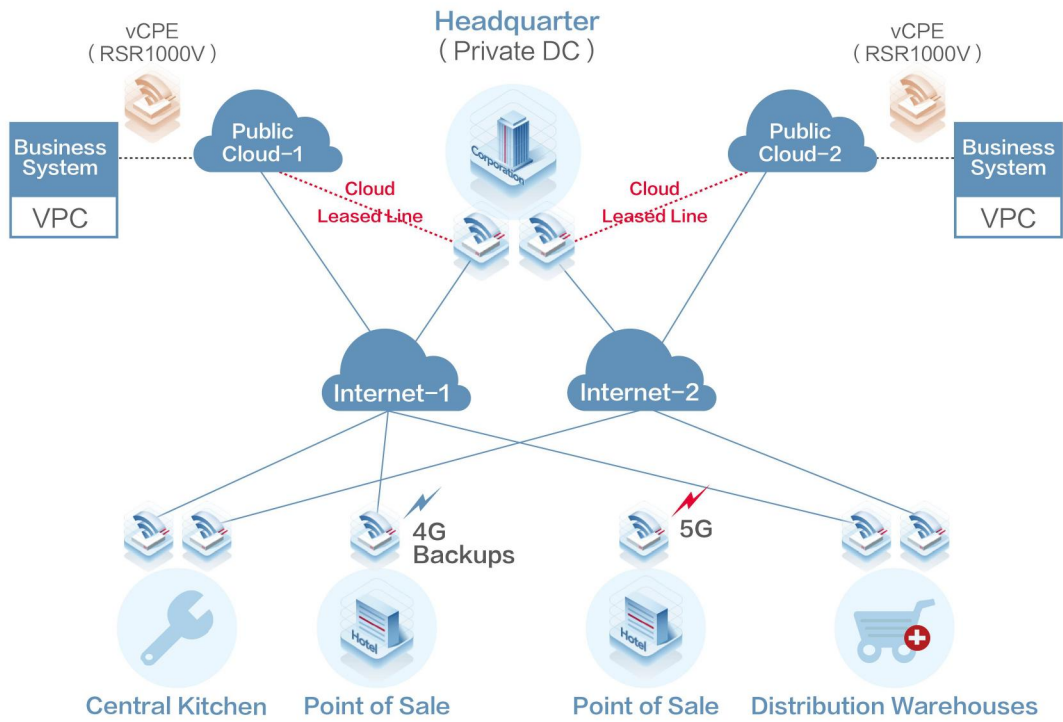 Headquarter
( Private DC )
vCPE
( RSR1000V )
vCPE
( RSR1000V )
Business
System
VPC
Public
Cloud-1
Corporation
Public
Cloud-2
Business
System
VPC
Cloud
Leased Line
Cloud
Leased Line
Internet-1
Internet-2
4G
Backups
5G
Hotel
Hotel
Central Kitchen
Point of Sale
Point of Sale
Distribution Warehouses